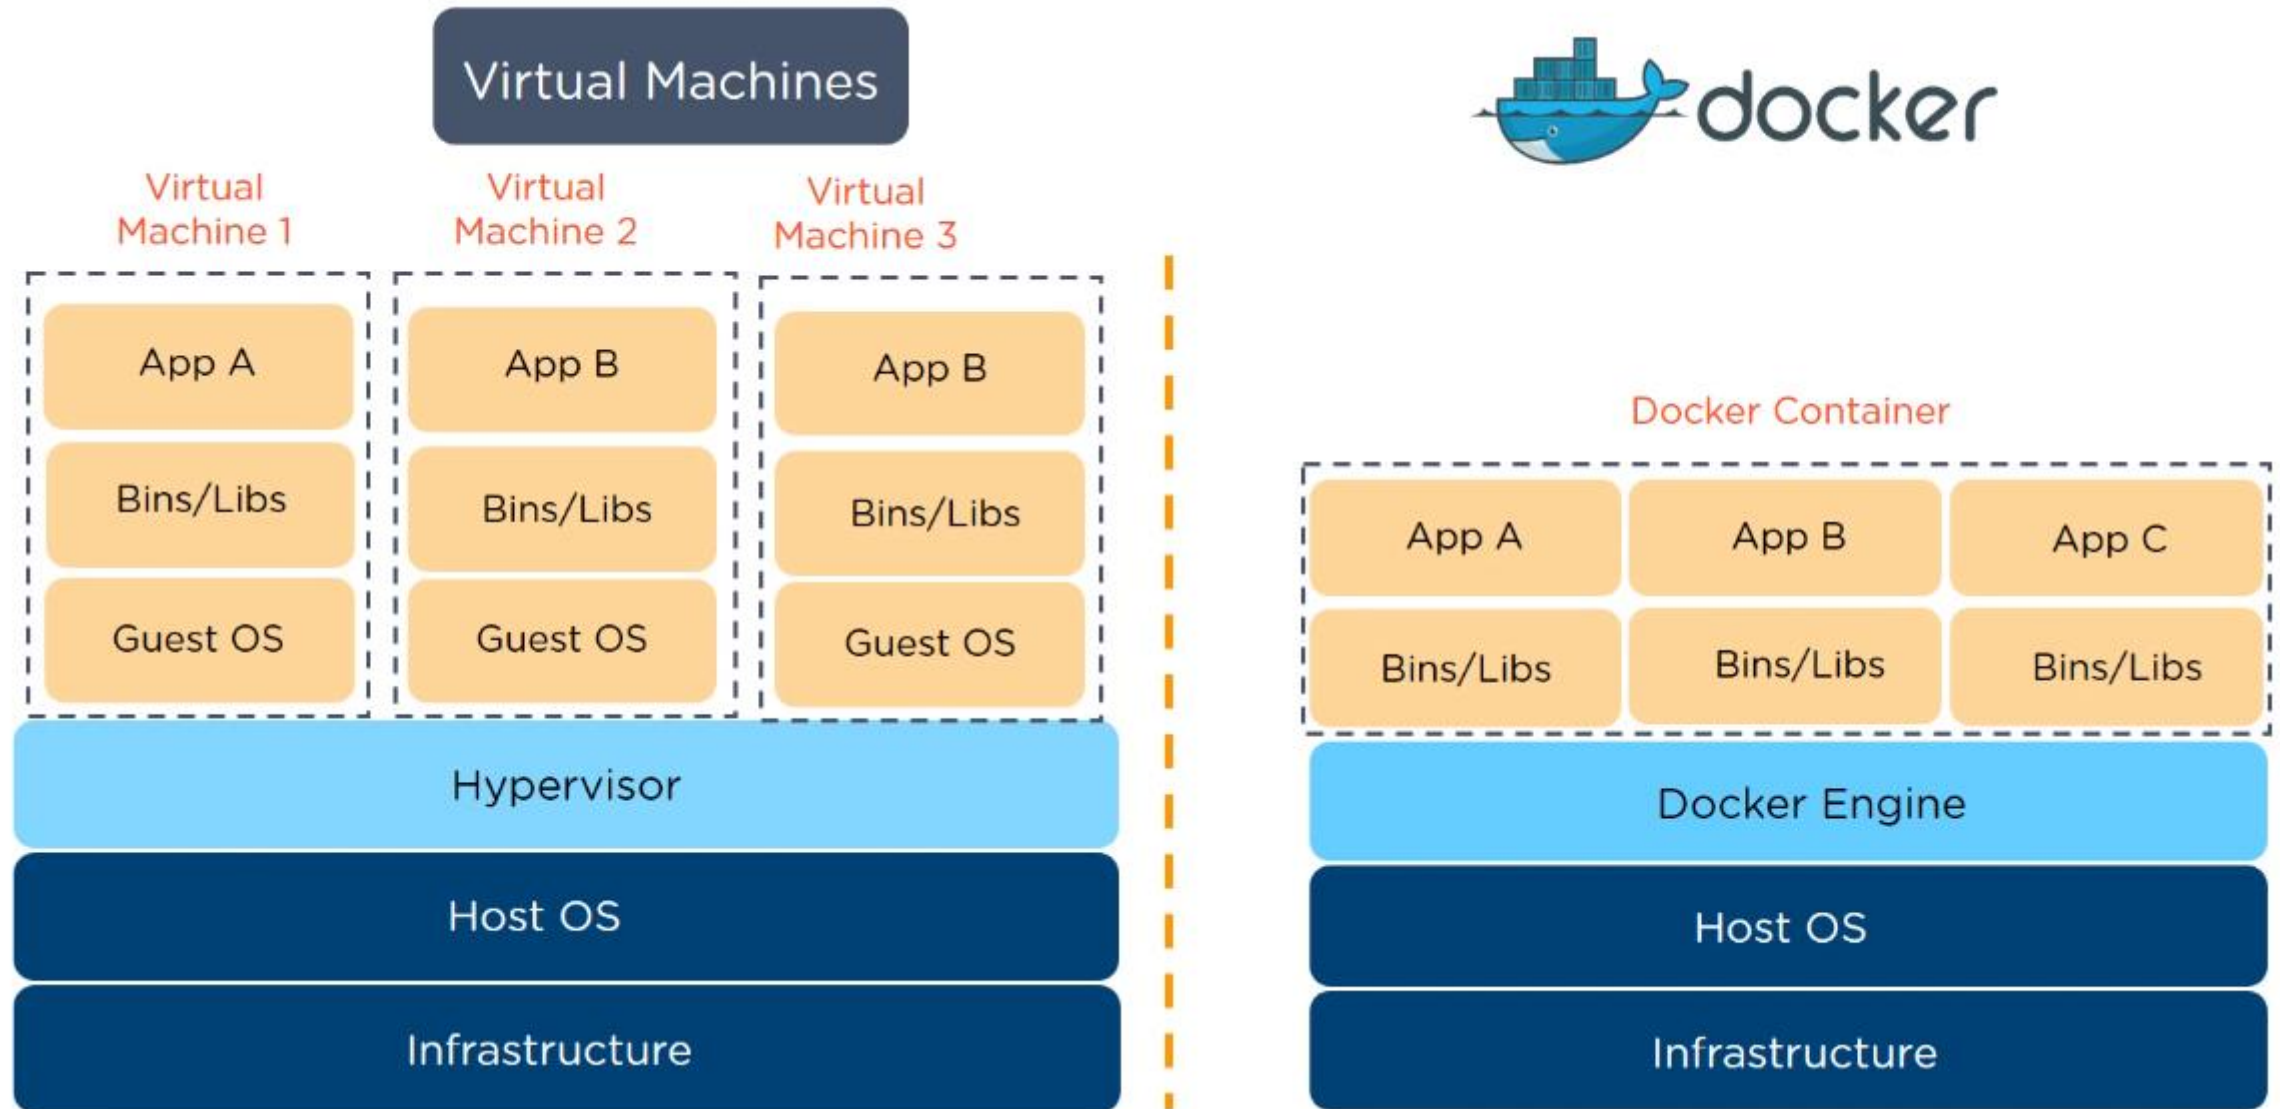 Virtual Machines
docker
Virtual
Machine 1
Virtual
Machine 2
Virtual
Machine 3
App A
Bins/Libs
Guest OS
App B
Bins/Libs
Guest OS
App B
Bins/Libs
Guest OS
Hypervisor
Host OS
Infrastructure
Docker Container
App A
App B
App C
Bins/Libs
Bins/Libs
Bins/Libs
Docker Engine
Host OS
Infrastructure